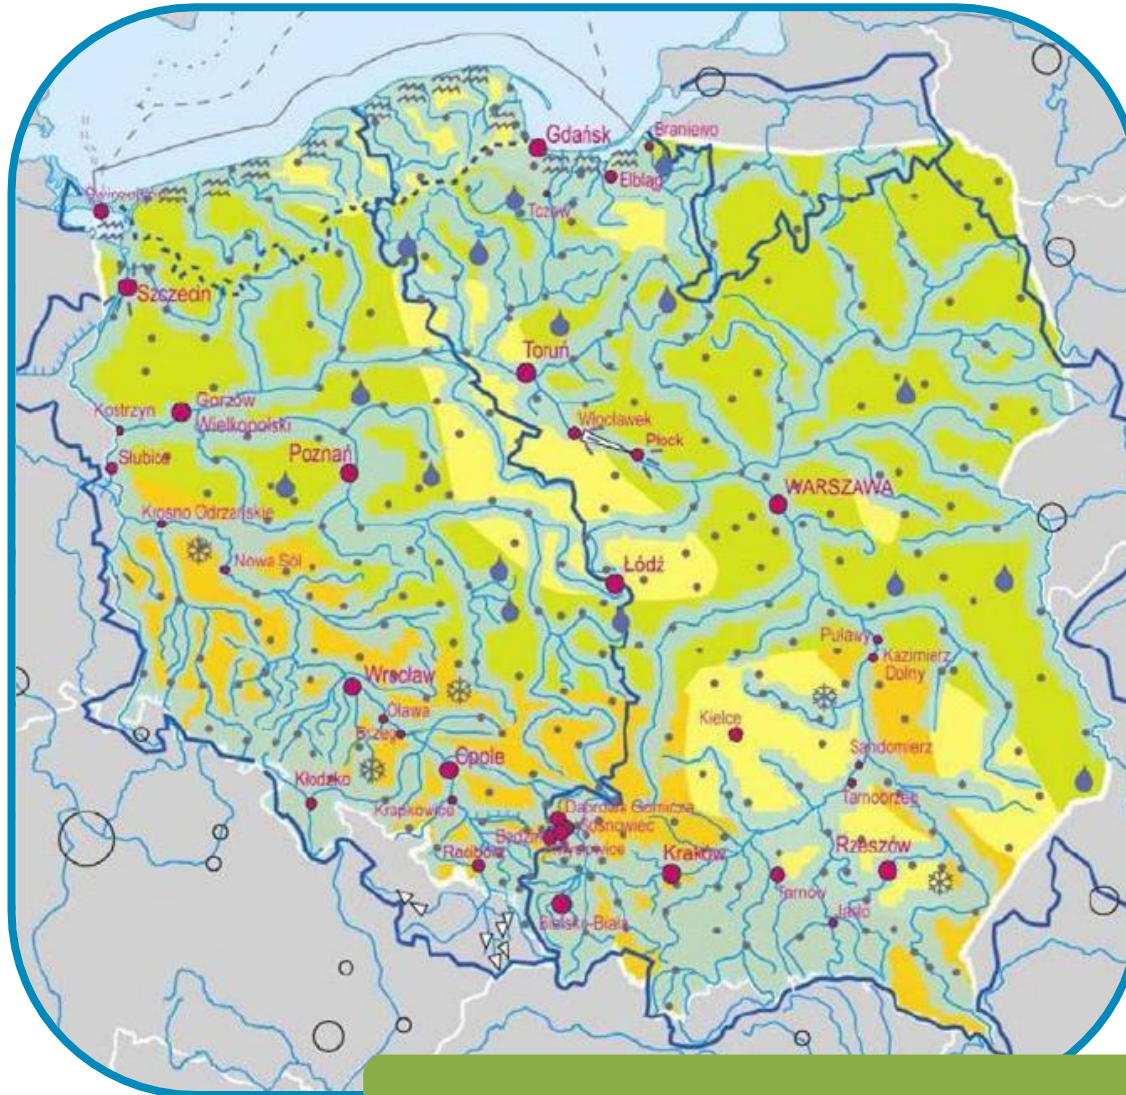 Gdańsk
Braniewo
Elbląg
Tczew
Szczecin
Toruń
Gorzów
Wielkopolski
Kostrzyn
Włocławek
Płock
Słubice
Poznań
WARSZAWA
Krosno Odrzańskie
Nowa Sól
Łódź
Puławy
Kazimierz
Dolny
Wrocław
Oława
Brzeg
Kielce
Sandomierz
Opole
Kłodzko
Krapkowice
Tarnobrzeg
Dąbrowa Górnicza
Sosnowiec
Będzin
Racibórz
Kraków
Rzeszów
Tarnów
Bielsko-Biała
Jasło